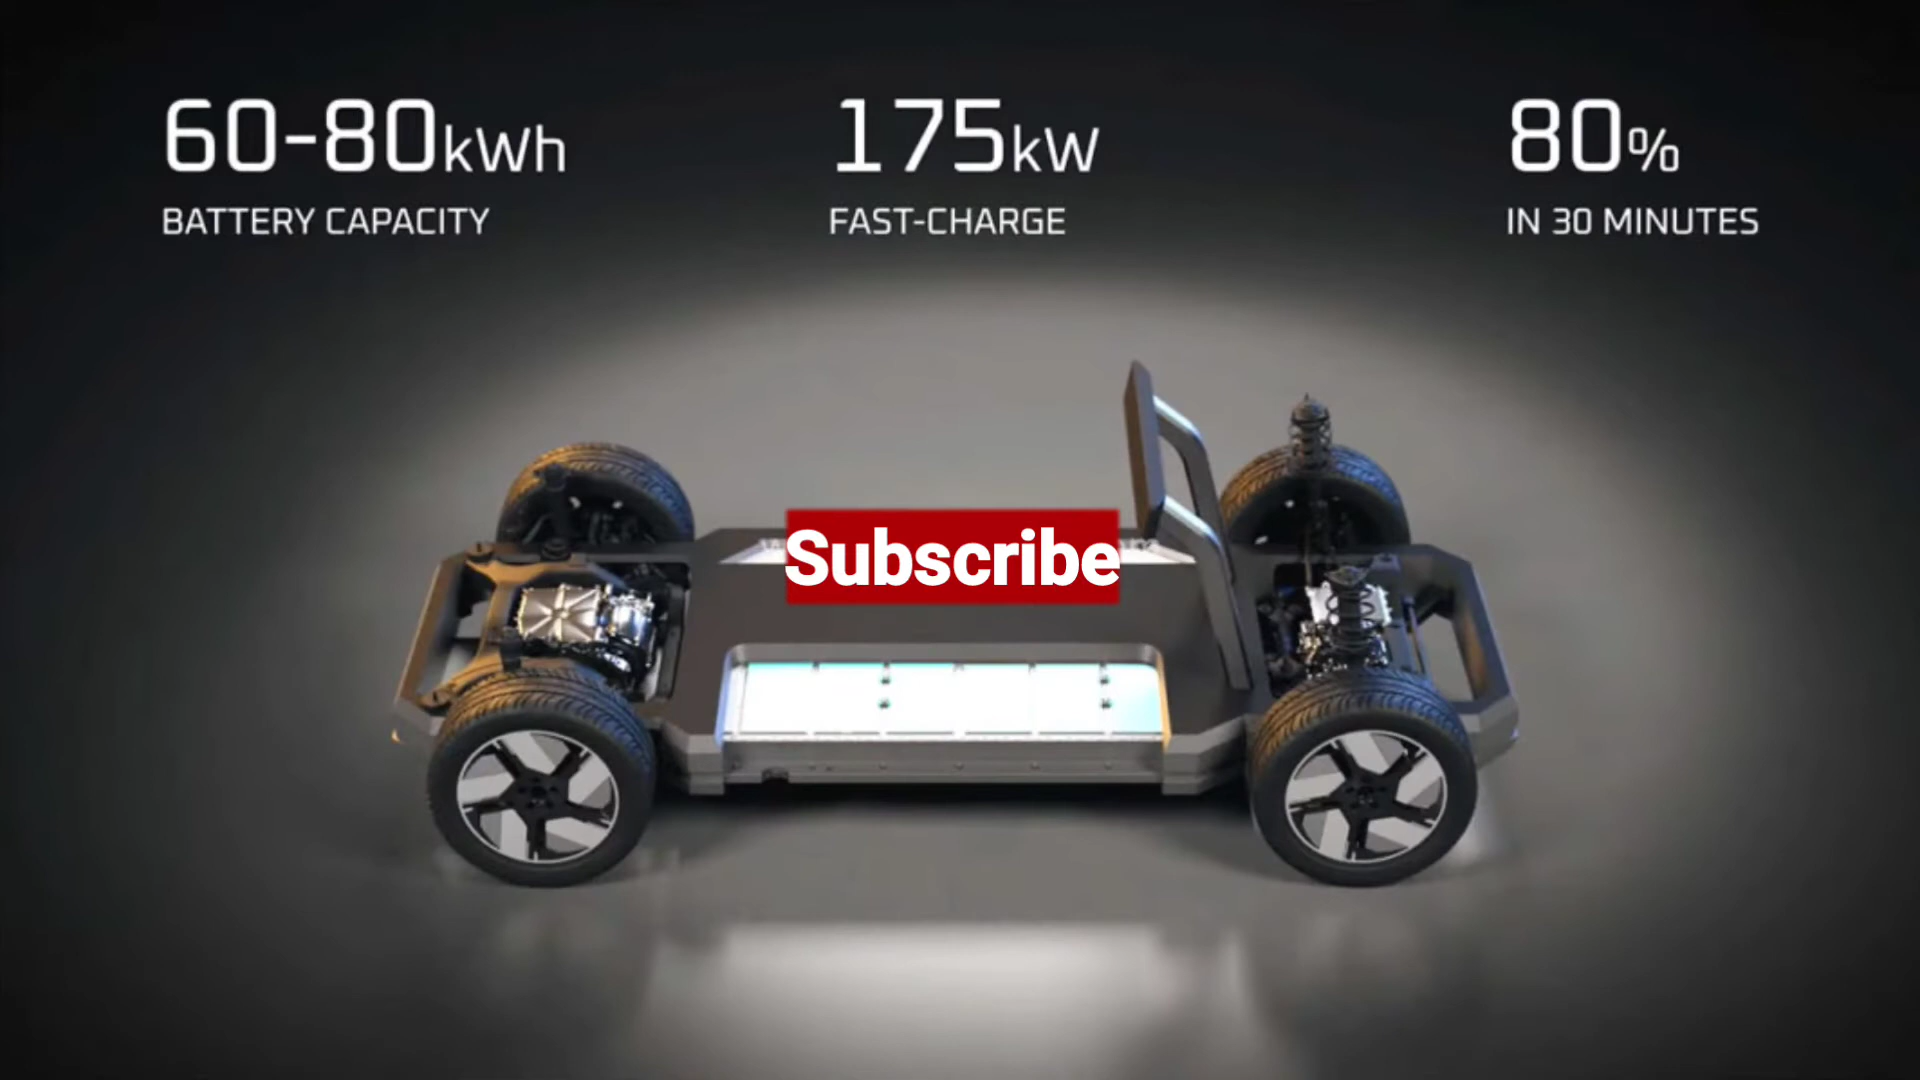 60-80kWh
BATTERY CAPACITY
175kW
FAST-CHARGE
80%
IN 30 MINUTES
Subscribe